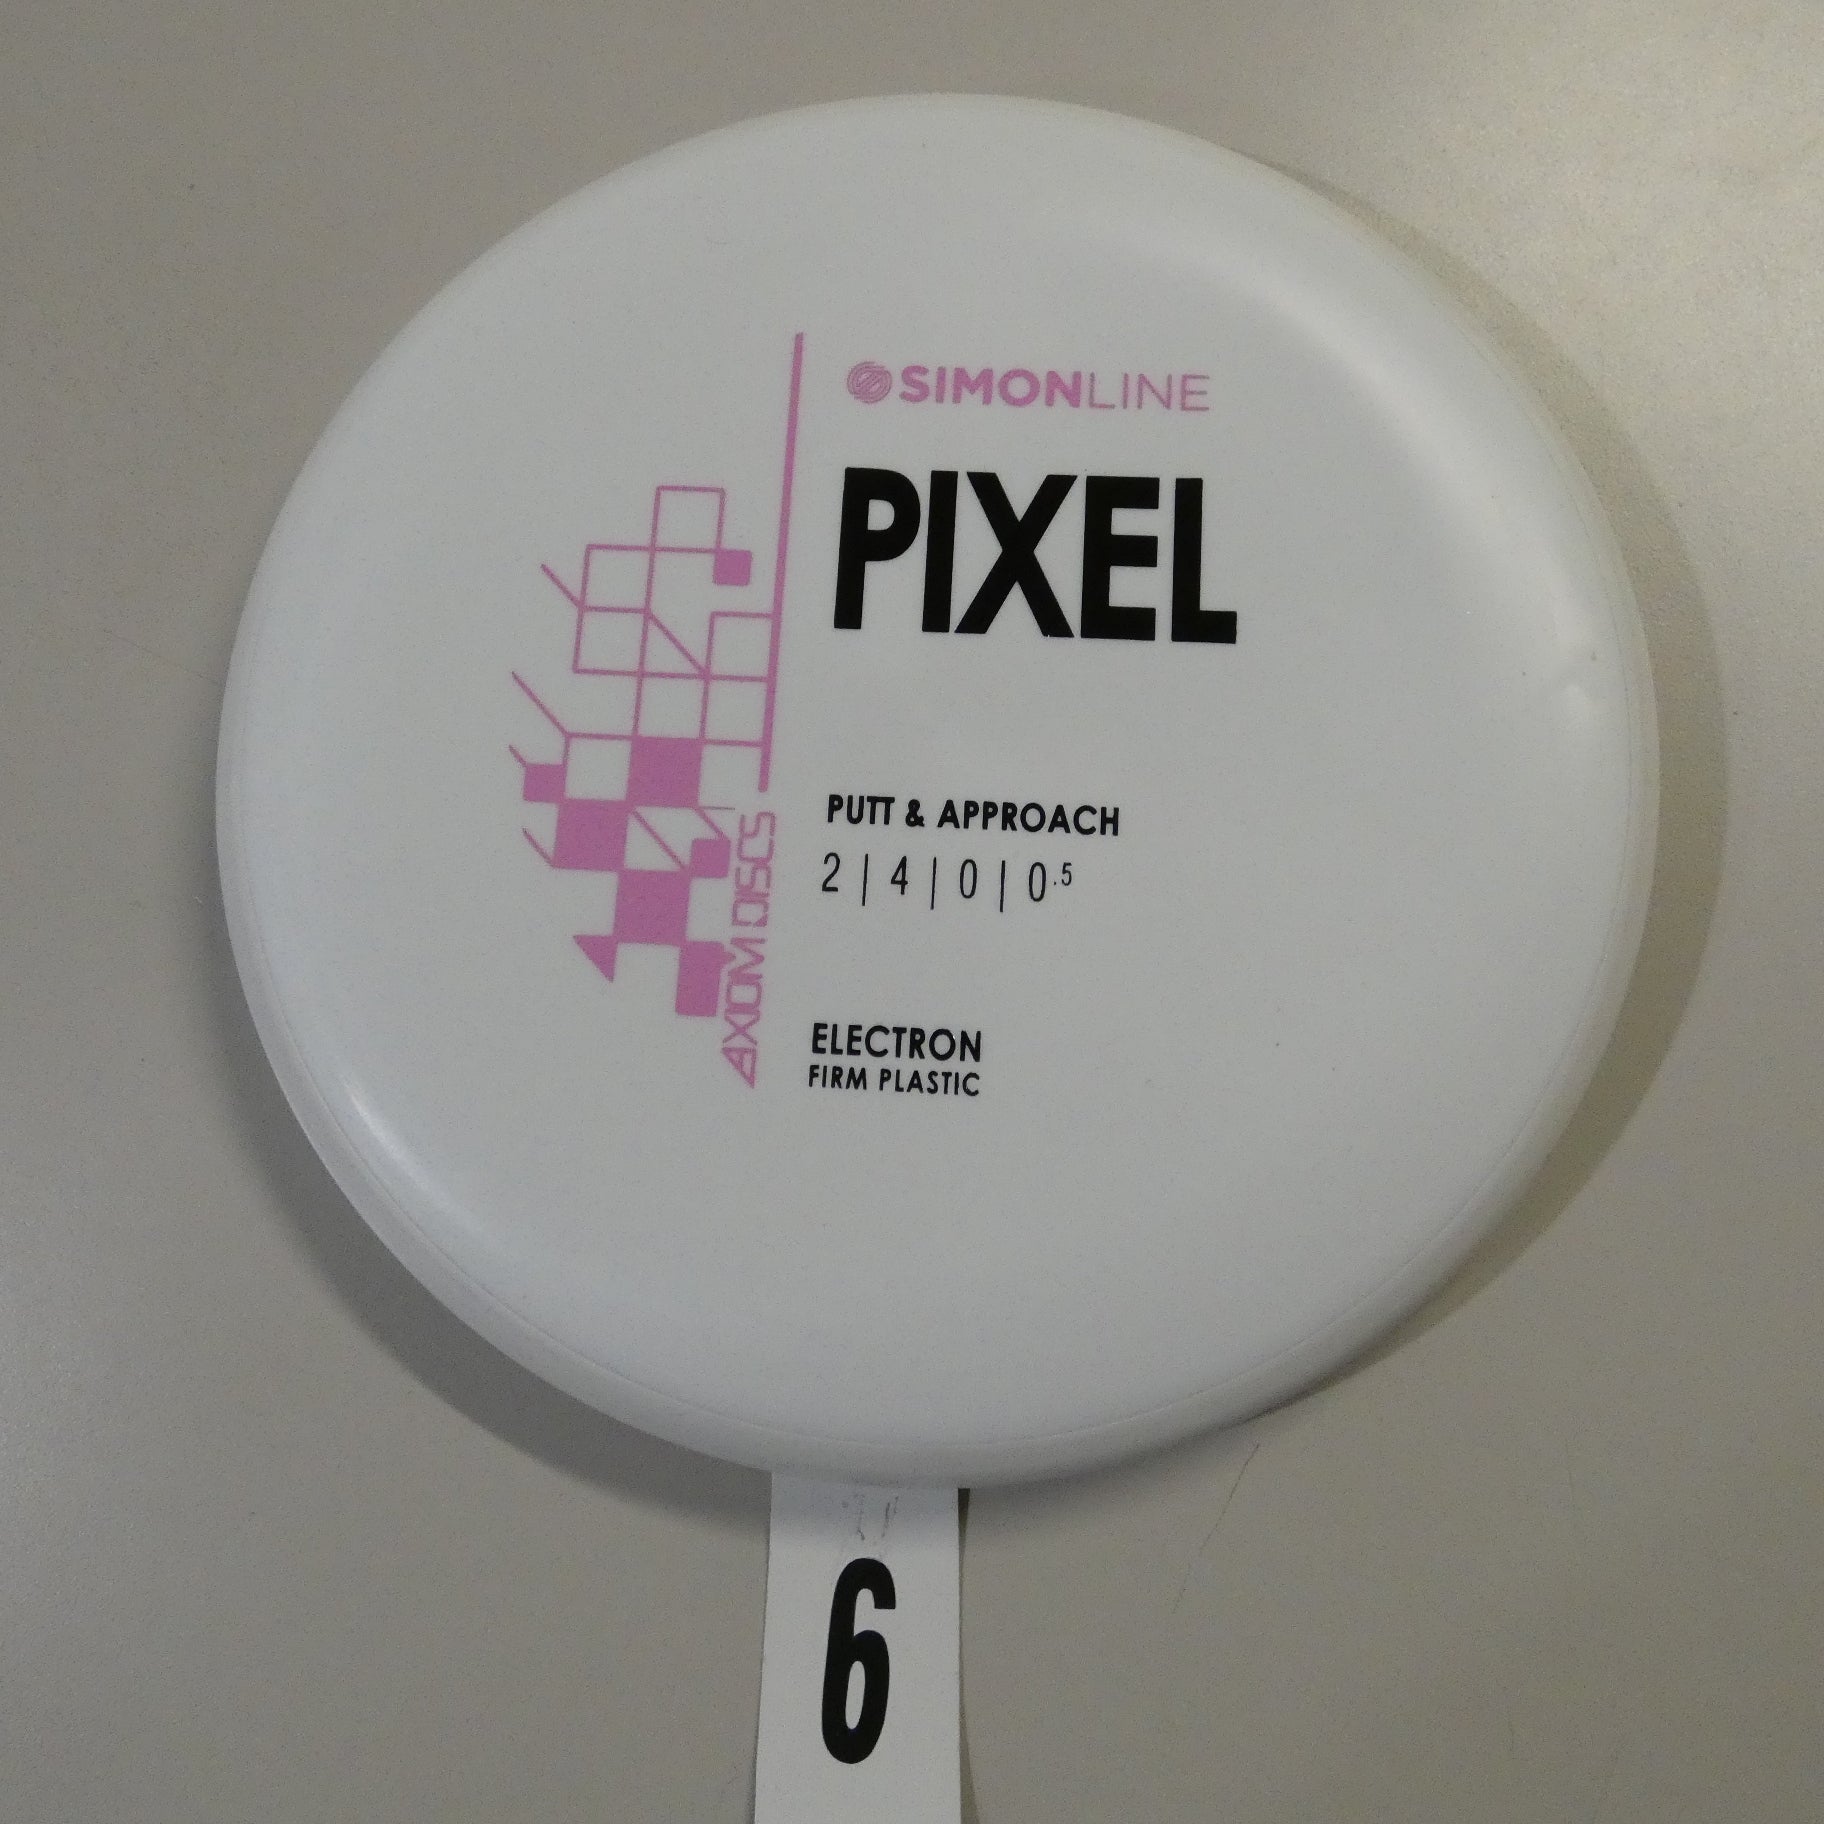 SIMONLINE
PIXEL
PUTT & APPROACH
2 | 4 | 0 | 0.5
AXIOM DISCS
ELECTRON
FIRM PLASTIC
6